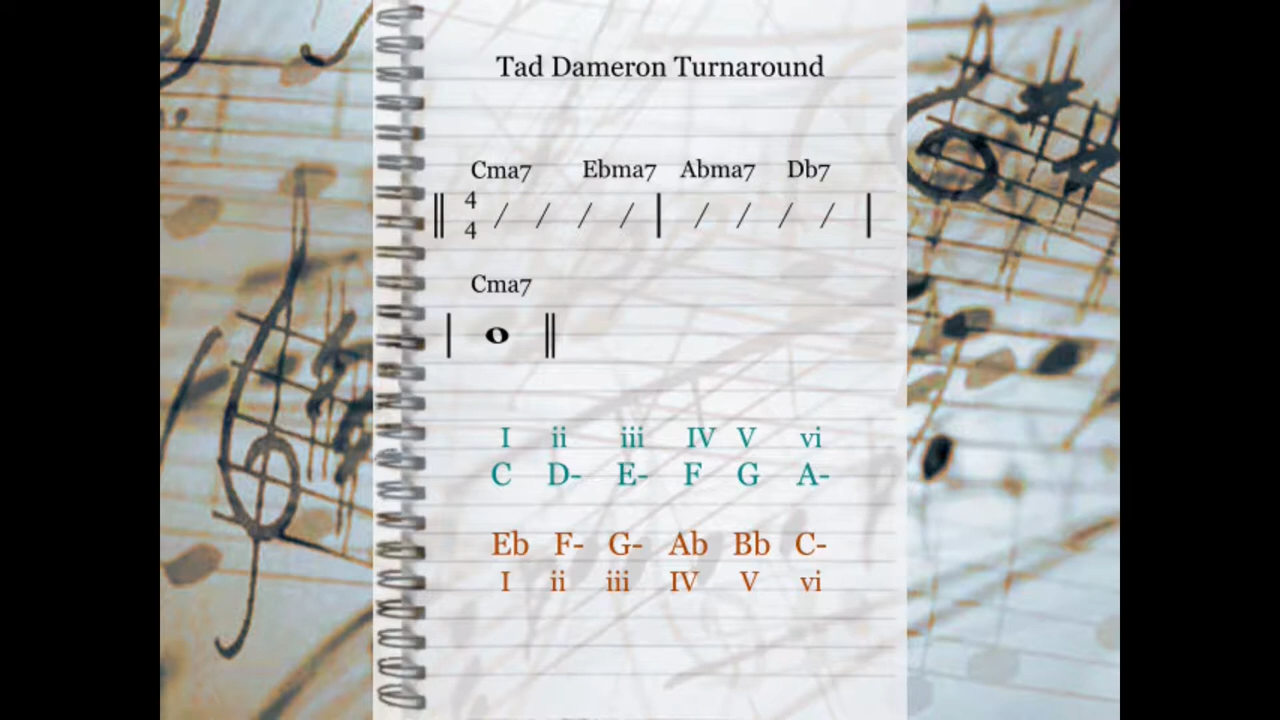 Tad Dameron Turnaround
Cma7 Ebma7 Abma7 Db7
4
4
Cma7
I ii iii IV V vi
C D- E- F G A-
Eb F- G- Ab Bb C-
I ii iii IV V vi